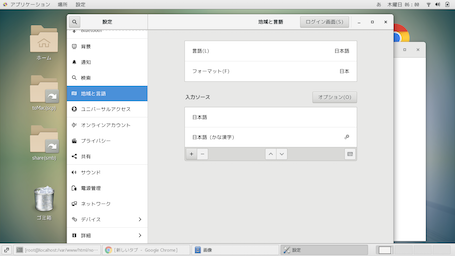 アプリケーション 場所 設定
あ 木曜日 06:00
設定
地域と言語
ログイン画面(S)
ホーム
ゴミ箱
Bluetooth
背景
通知
検索
地域と言語
ユニバーサルアクセス
オンラインアカウント
プライバシー
共有
サウンド
電源管理
ネットワーク
デバイス
詳細
言語(L) 日本語
フォーマット(F) 日本
入力ソース
オプション(O)
日本語
日本語（かな漢字）
[新しいタブ - Google Chrome]
画像
設定